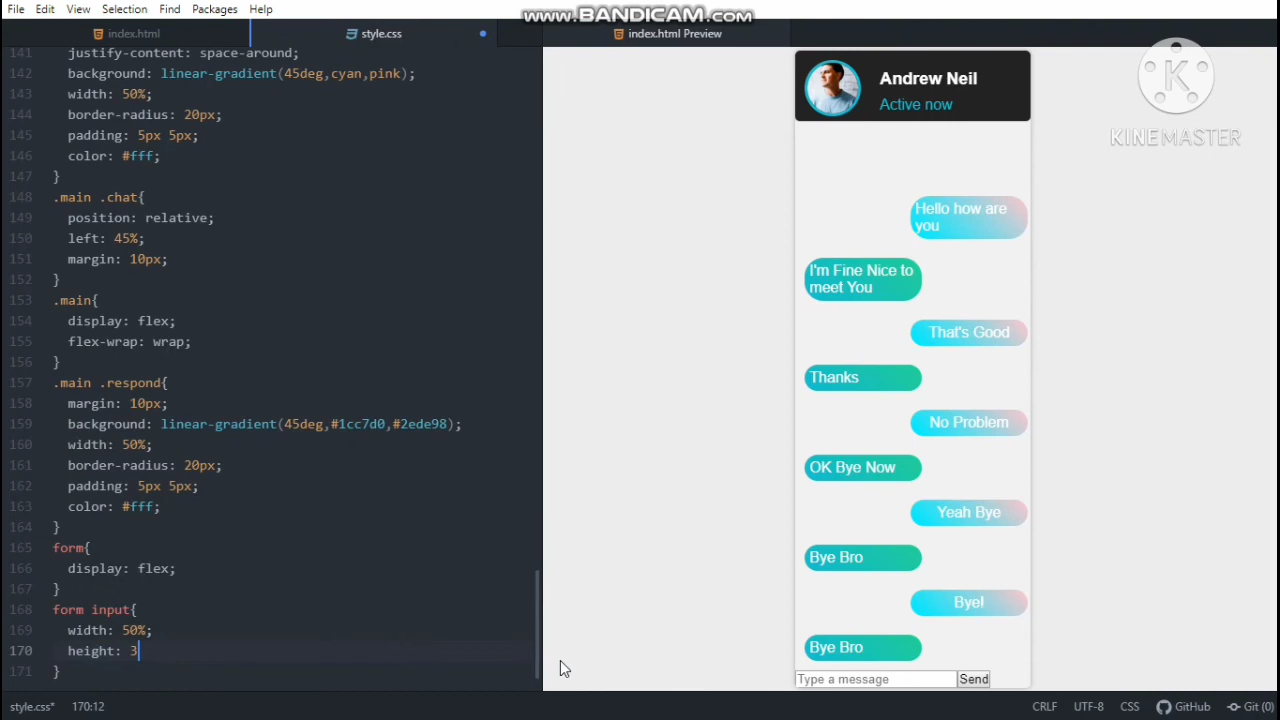 File Edit View Selection Find Packages Help
www.BANDICAM.com
index.html
style.css
index.html Preview
141 justify-content: space-around;
142 background: linear-gradient(45deg,cyan,pink);
143 width: 50%;
144 border-radius: 20px;
145 padding: 5px 5px;
146 color: #fff;
147 }
148 .main .chat{
149 position: relative;
150 left: 45%;
151 margin: 10px;
152 }
153 .main{
154 display: flex;
155 flex-wrap: wrap;
156 }
157 .main .respond{
158 margin: 10px;
159 background: linear-gradient(45deg,#1cc7d0,#2ede98);
160 width: 50%;
161 border-radius: 20px;
162 padding: 5px 5px;
163 color: #fff;
164 }
165 form{
166 display: flex;
167 }
168 form input{
169 width: 50%;
170 height: 3
171 }
Andrew Neil
Active now
Hello how are
you
I'm Fine Nice to
meet You
That's Good
Thanks
No Problem
OK Bye Now
Yeah Bye
Bye Bro
Bye!
Bye Bro
Type a message
Send
K
KINEMASTER
style.css* 170:12
CRLF UTF-8 CSS GitHub Git (0)